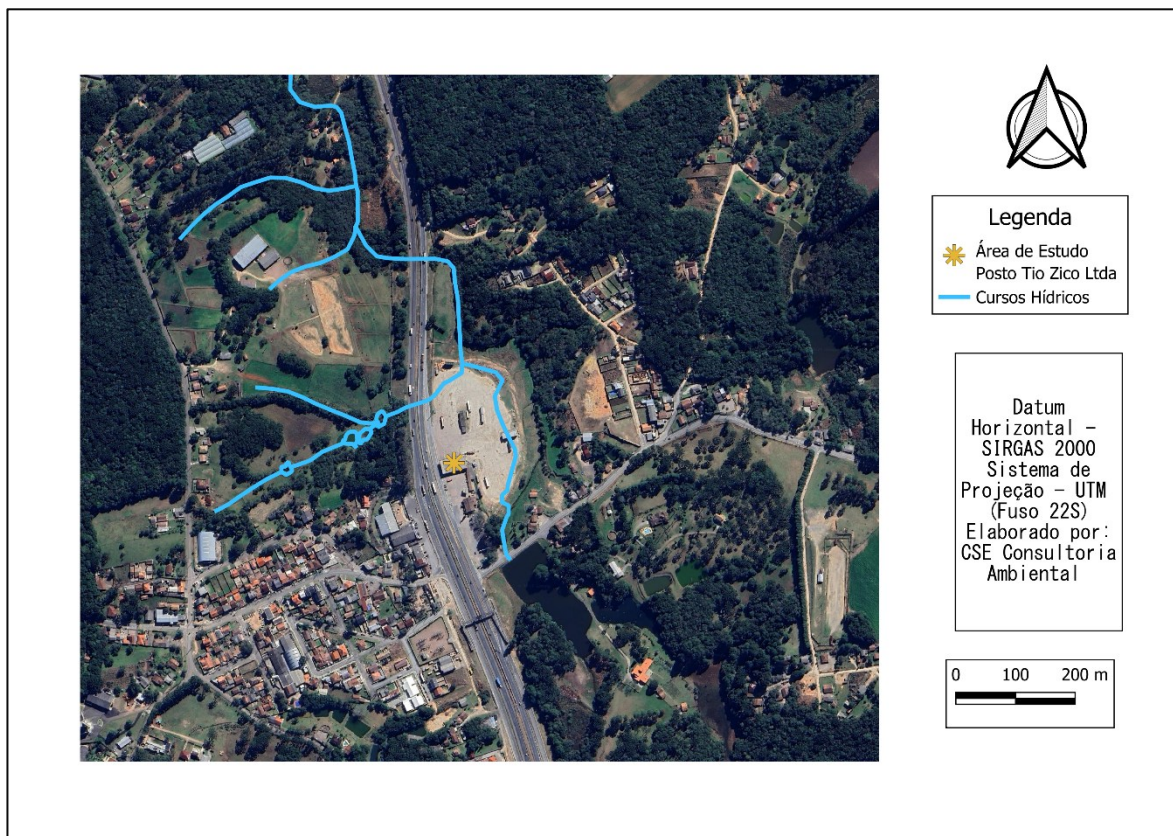 Legenda
Área de Estudo
Posto Tio Zico Ltda
Cursos Hídricos
Datum
Horizontal –
SIRGAS 2000
Sistema de
Projeção – UTM
(Fuso 22S)
Elaborado por:
CSE Consultoria
Ambiental
0 100 200 m